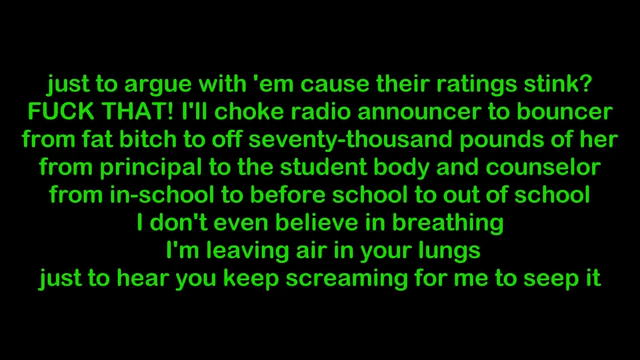 just to argue with 'em cause their ratings stink?
FUCK THAT! I'll choke radio announcer to bouncer
from fat bitch to off seventy-thousand pounds of her
from principal to the student body and counselor
from in-school to before school to out of school
I don't even believe in breathing
I'm leaving air in your lungs
just to hear you keep screaming for me to seep it